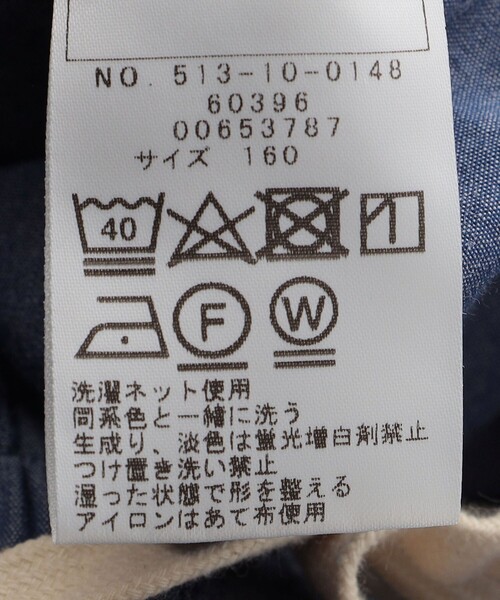 NO. 513-10-0148
60396
00653787
サイズ 160
40
F W
洗濯ネット使用
同系色と一緒に洗う
生成り、淡色は蛍光増白剤禁止
つけ置き洗い禁止
湿った状態で形を整える
アイロンはあて布使用